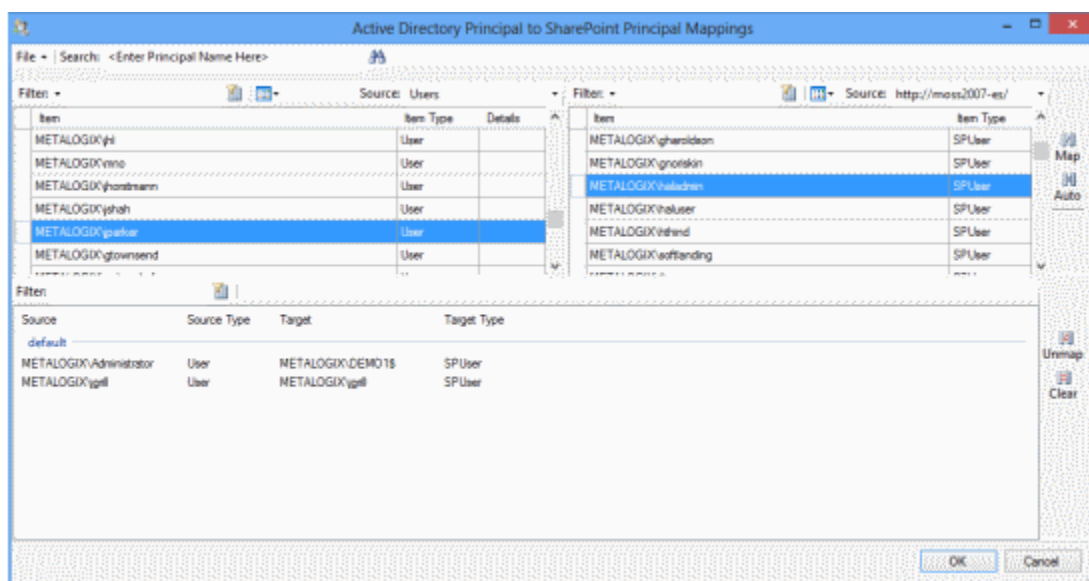 Active Directory Principal to SharePoint Principal Mappings
File Search: <Enter Principal Name Here>
Filter: Source: Users Filter: Source: http://moss2007-es/
Item Item Type Details Item Item Type
METALOGIX\jhl User METALOGIX\gharoldson SPUser
METALOGIX\mno User METALOGIX\gnoriskin SPUser
METALOGIX\jhorstmann User METALOGIX\haladmin SPUser
METALOGIX\jshah User METALOGIX\haluser SPUser
METALOGIX\jparker User METALOGIX\hthind SPUser
METALOGIX\gtownsend User METALOGIX\softlanding SPUser
Map
Auto
Filter:
Source Source Type Target Target Type
default
METALOGIX\Administrator User METALOGIX\DEMO1$ SPUser
METALOGIX\jgrill User METALOGIX\jgrill SPUser
Unmap
Clear
OK Cancel